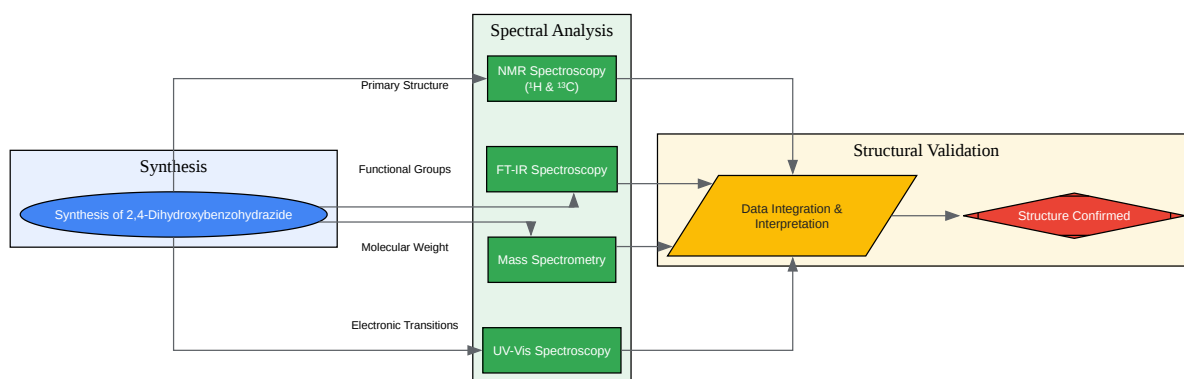 Spectral Analysis
NMR Spectroscopy
(¹H & ¹³C)
Primary Structure
Synthesis
Structural Validation
Functional Groups
FT-IR Spectroscopy
Synthesis of 2,4-Dihydroxybenzohydrazide
Data Integration &
Interpretation
Structure Confirmed
Molecular Weight
Mass Spectrometry
Electronic Transitions
UV-Vis Spectroscopy